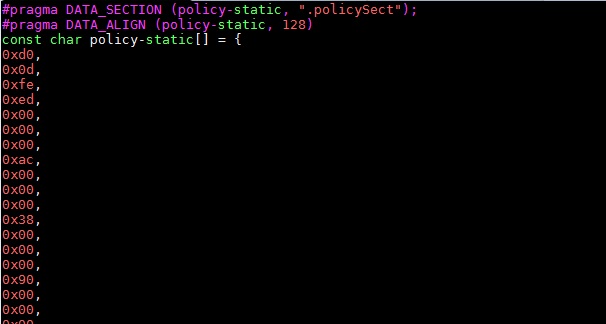 #pragma DATA_SECTION (policy-static, ".policySect");
#pragma DATA_ALIGN (policy-static, 128)
const char policy-static[] = {
0xd0,
0x0d,
0xfe,
0xed,
0x00,
0x00,
0x00,
0xac,
0x00,
0x00,
0x00,
0x38,
0x00,
0x00,
0x00,
0x90,
0x00,
0x00,